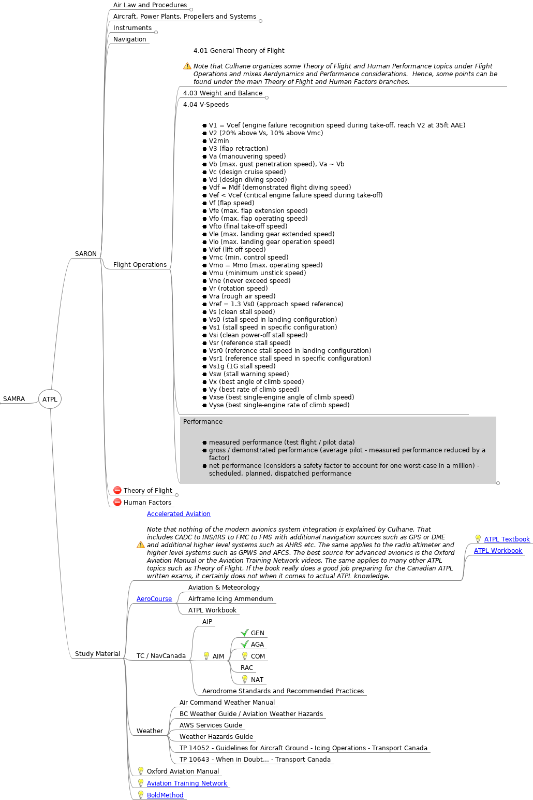 Air Law and Procedures
Aircraft, Power Plants, Propellers and Systems
Instruments
Navigation
4.01 General Theory of Flight
Note that Culhane organizes some Theory of Flight and Human Performance topics under Flight
Operations and mixes Aerdynamics and Performance considerations. Hence, some points can be
found under the main Theory of Flight and Human Factors branches.
4.03 Weight and Balance
4.04 V-Speeds
V1 = Vcef (engine failure recognition speed during take-off, reach V2 at 35ft AAE)
V2 (20% above Vs, 10% above Vmc)
V2min
V3 (flap retraction)
Va (manouvering speed)
Vb (max. gust penetration speed), Va ~ Vb
Vc (design cruise speed)
Vd (design diving speed)
Vdf = Mdf (demonstrated flight diving speed)
Vef < Vcef (critical engine failure speed during take-off)
Vf (flap speed)
Vfe (max. flap extension speed)
Vfo (max. flap operating speed)
Vfto (final take-off speed)
Vle (max. landing gear extended speed)
Vlo (max. landing gear operation speed)
Vlof (lift-off speed)
Vmc (min. control speed)
Vmo = Mmo (max. operating speed)
Vmu (minimum unstick speed)
Vne (never exceed speed)
Vr (rotation speed)
Vra (rough air speed)
Vref = 1.3 Vs0 (approach speed reference)
Vs (clean stall speed)
Vs0 (stall speed in landing configuration)
Vs1 (stall speed in specific configuration)
Vsi (clean power-off stall speed)
Vsr (reference stall speed)
Vsr0 (reference stall speed in landing configuration)
Vsr1 (reference stall speed in specific configuration)
Vs1g (1G stall speed)
Vsw (stall warning speed)
Vx (best angle of climb speed)
Vy (best rate of climb speed)
Vxse (best single-engine angle of climb speed)
Vyse (best single-engine rate of climb speed)
SARON
Flight Operations
Performance
measured performance (test flight / pilot data)
gross / demonstrated performance (average pilot - measured performance reduced by a
factor)
net performance (considers a safety factor to account for one worst-case in a million) -
scheduled, planned, dispatched performance
SAMRA
ATPL
Theory of Flight
Human Factors
Accelerated Aviation
Note that nothing of the modern avionics system integration is explained by Culhane. That
includes CADC to INS/IRS to FMC to FMS with additional navigation sources such as GPS or DME
and additional higher level systems such as AHRS etc. The same applies to the radio altimeter and
higher level systems such as GPWS and AFCS. The best source for advanced avionics is the Oxford
Aviation Manual or the Aviation Training Network videos. The same applies to many other ATPL
topics such as Theory of Flight. If the book really does a good job preparing for the Canadian ATPL
written exams, it certainly does not when it comes to actual ATPL knowledge.
ATPL Textbook
ATPL Workbook
AeroCourse
Aviation & Meteorology
Airframe Icing Ammendum
ATPL Workbook
Study Material
TC / NavCanada
AIP
AIM
GEN
AGA
COM
RAC
NAT
Aerodrome Standards and Recommended Practices
Weather
Air Command Weather Manual
BC Weather Guide / Aviation Weather Hazards
AWS Services Guide
Weather Hazards Guide
TP 14052 - Guidelines for Aircraft Ground - Icing Operations - Transport Canada
TP 10643 - When in Doubt... - Transport Canada
Oxford Aviation Manual
Aviation Training Network
BoldMethod